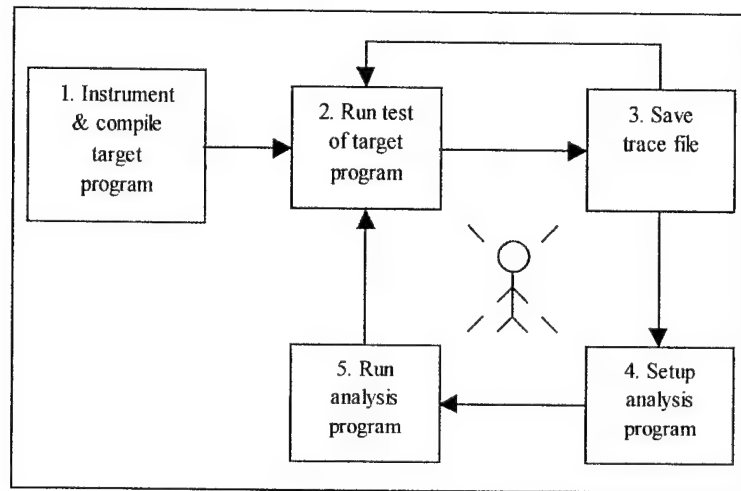 1. Instrument
& compile
target
program
2. Run test
of target
program
3. Save
trace file
5. Run
analysis
program
4. Setup
analysis
program